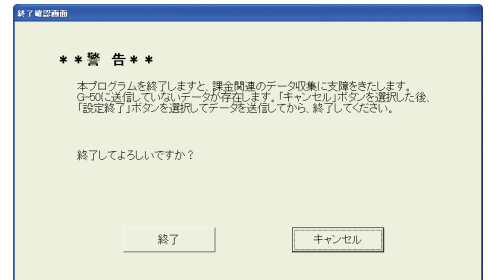 終了確認画面
＊＊警 告＊＊
本プログラムを終了しますと、課金関連のデータ収集に支障をきたします。
G-50に送信していないデータが存在します。「キャンセル」ボタンを選択した後、
「設定終了」ボタンを選択してデータを送信してから、終了してください。
終了してよろしいですか？
終了
キャンセル